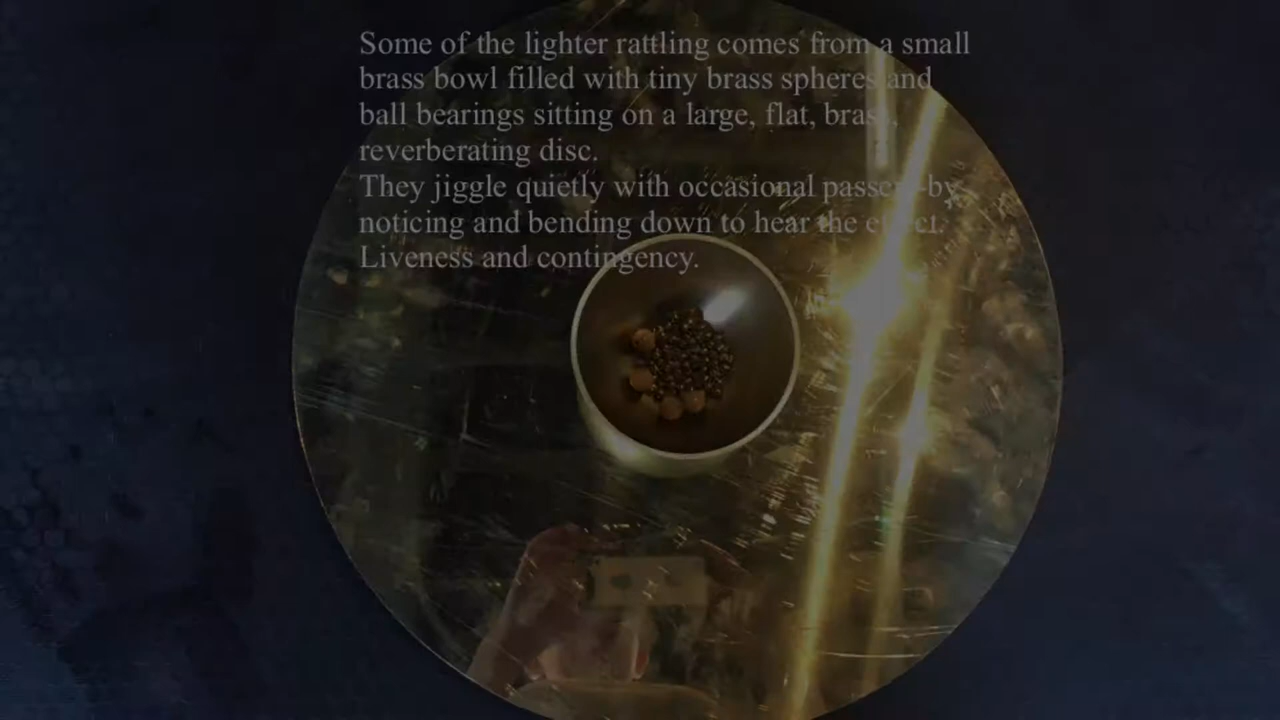 Some of the lighter rattling comes from a small
brass bowl filled with tiny brass spheres and
ball bearings sitting on a large, flat, brass,
reverberating disc.
They jiggle quietly with occasional passers-by
noticing and bending down to hear the effect.
Liveness and contingency.